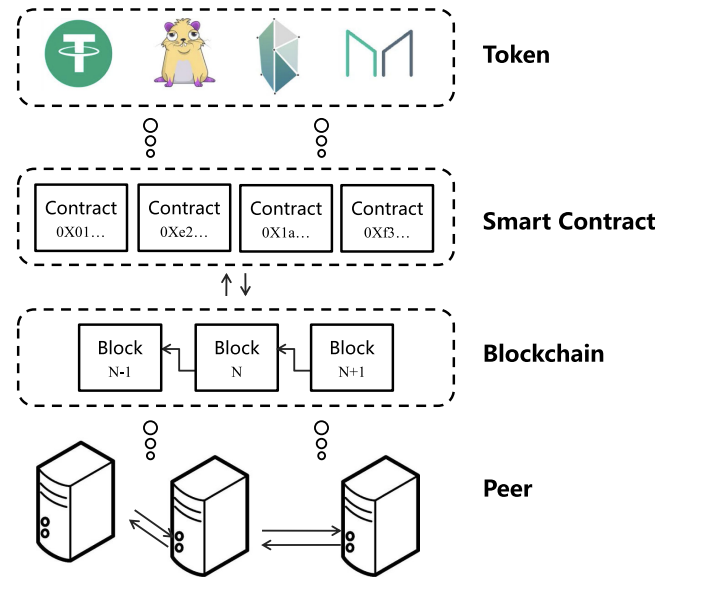 Token
Contract Contract Contract Contract
0X01... 0Xe2... 0X1a... 0Xf3...
Smart Contract
Block Block Block
N-1 N N+1
Blockchain
Peer